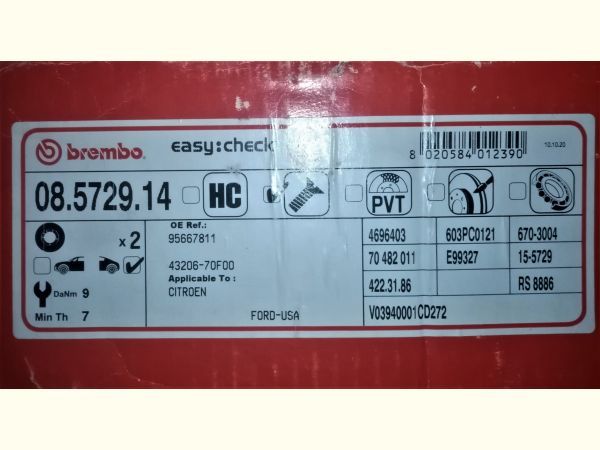 brembo. easy:check
8 020584 012390
10.10.20
08.5729.14 HC PVT
x 2
DaNm 9
Min Th 7
OE Ref.:
95667811
43206-70F00
Applicable To :
CITROEN
FORD-USA
4696403 603PC0121 670-3004
70 482 011 E99327 15-5729
422.31.86 RS 8886
V03940001CD272